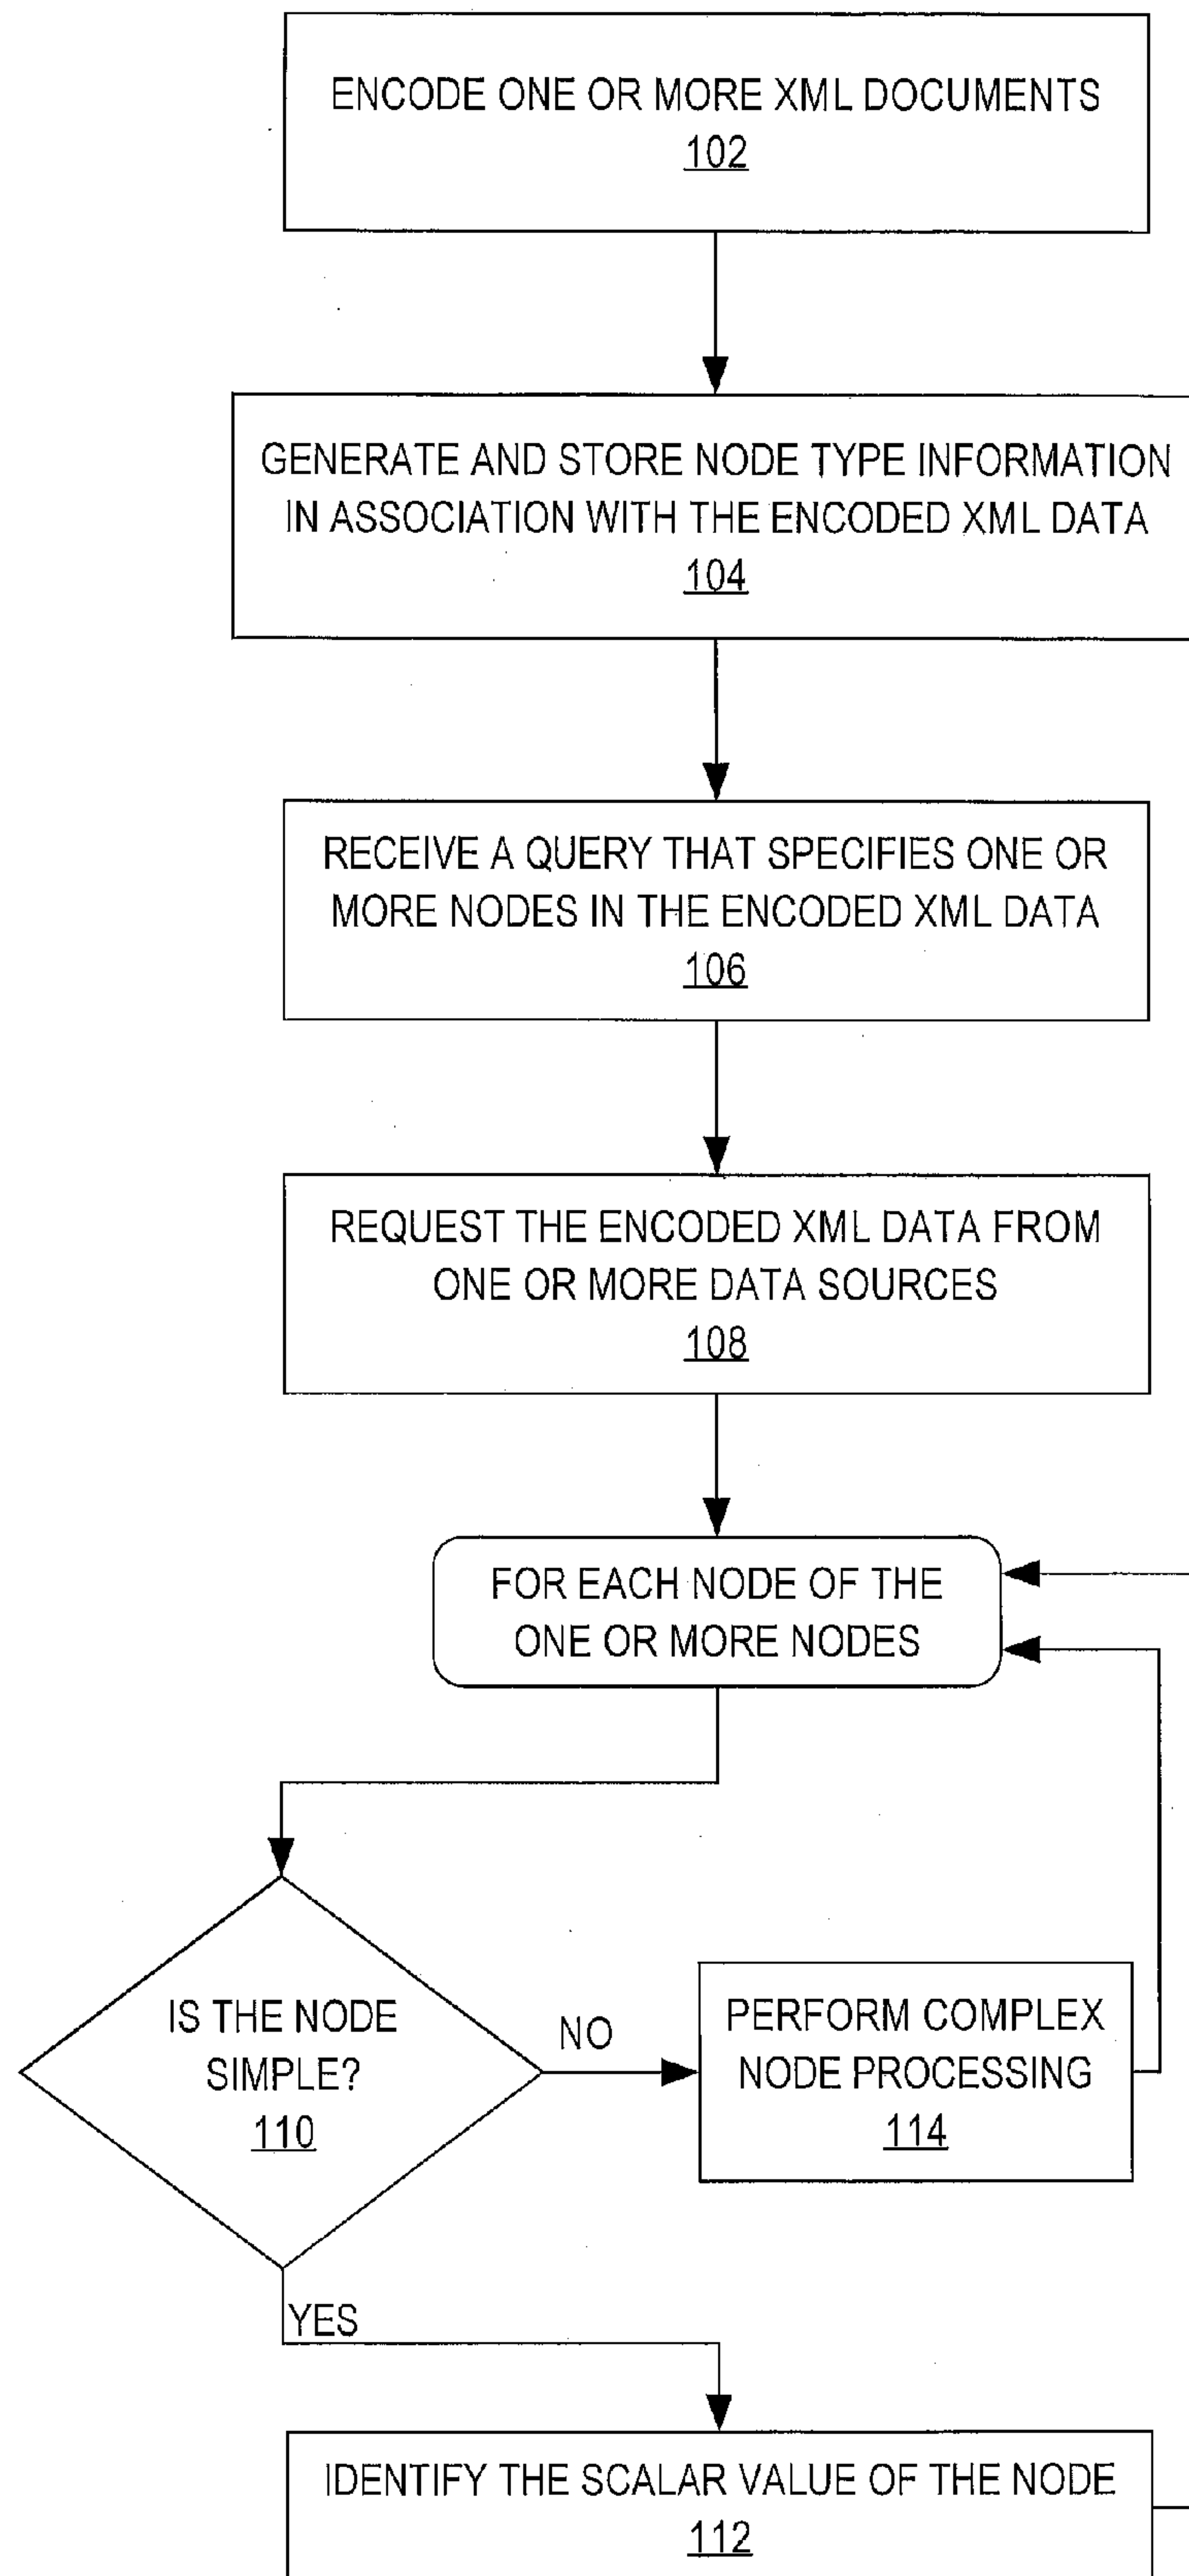 ENCODE ONE OR MORE XML DOCUMENTS
102
GENERATE AND STORE NODE TYPE INFORMATION
IN ASSOCIATION WITH THE ENCODED XML DATA
104
RECEIVE A QUERY THAT SPECIFIES ONE OR
MORE NODES IN THE ENCODED XML DATA
106
REQUEST THE ENCODED XML DATA FROM
ONE OR MORE DATA SOURCES
108
FOR EACH NODE OF THE
ONE OR MORE NODES
IS THE NODE
SIMPLE?
110
NO
PERFORM COMPLEX
NODE PROCESSING
114
YES
IDENTIFY THE SCALAR VALUE OF THE NODE
112